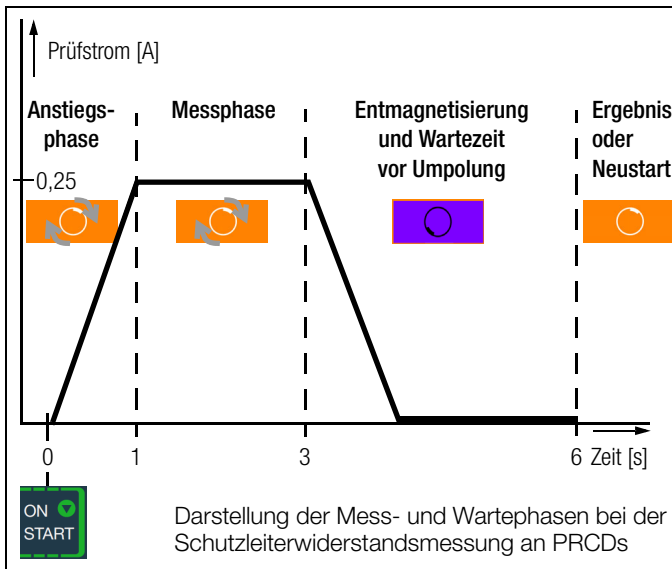 Prüfstrom [A]
Anstiegs-
phase
Messphase
Entmagnetisierung
und Wartezeit
vor Umpolung
Ergebnis
oder
Neustart
0,25
0
1
3
6
Zeit [s]
ON
START
Darstellung der Mess- und Wartephasen bei der
Schutzleiterwiderstandsmessung an PRCDs